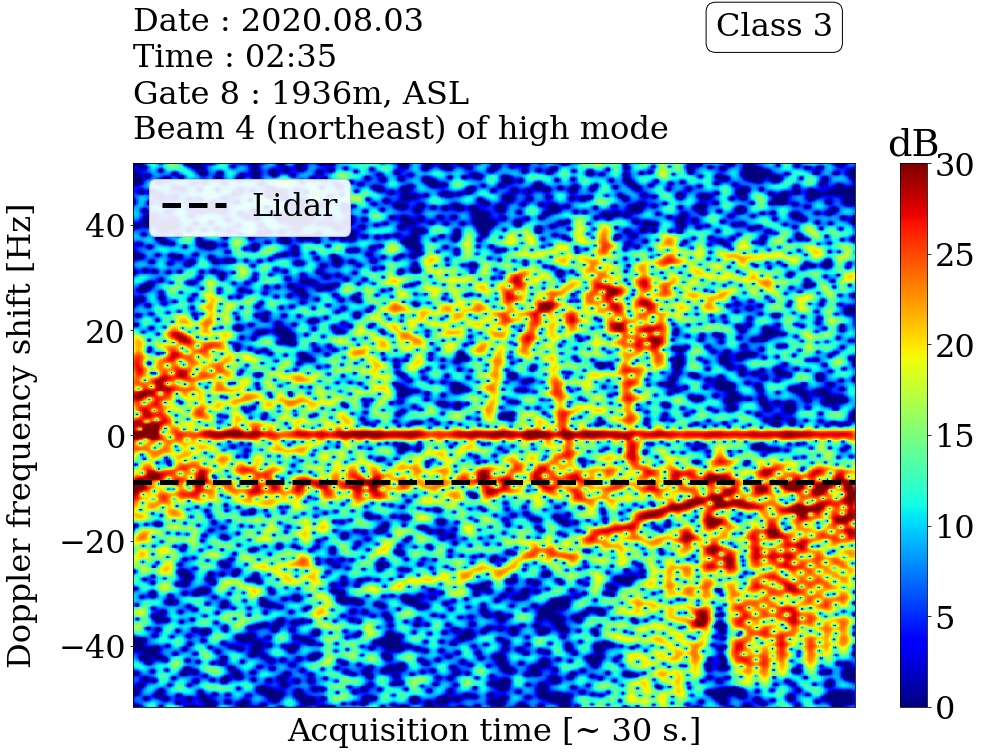 Date : 2020.08.03
Time : 02:35
Gate 8 : 1936m, ASL
Beam 4 (northeast) of high mode
Class 3
dB
30
25
20
15
10
5
0
Lidar
Doppler frequency shift [Hz]
40
20
0
−20
−40
Acquisition time [~ 30 s.]